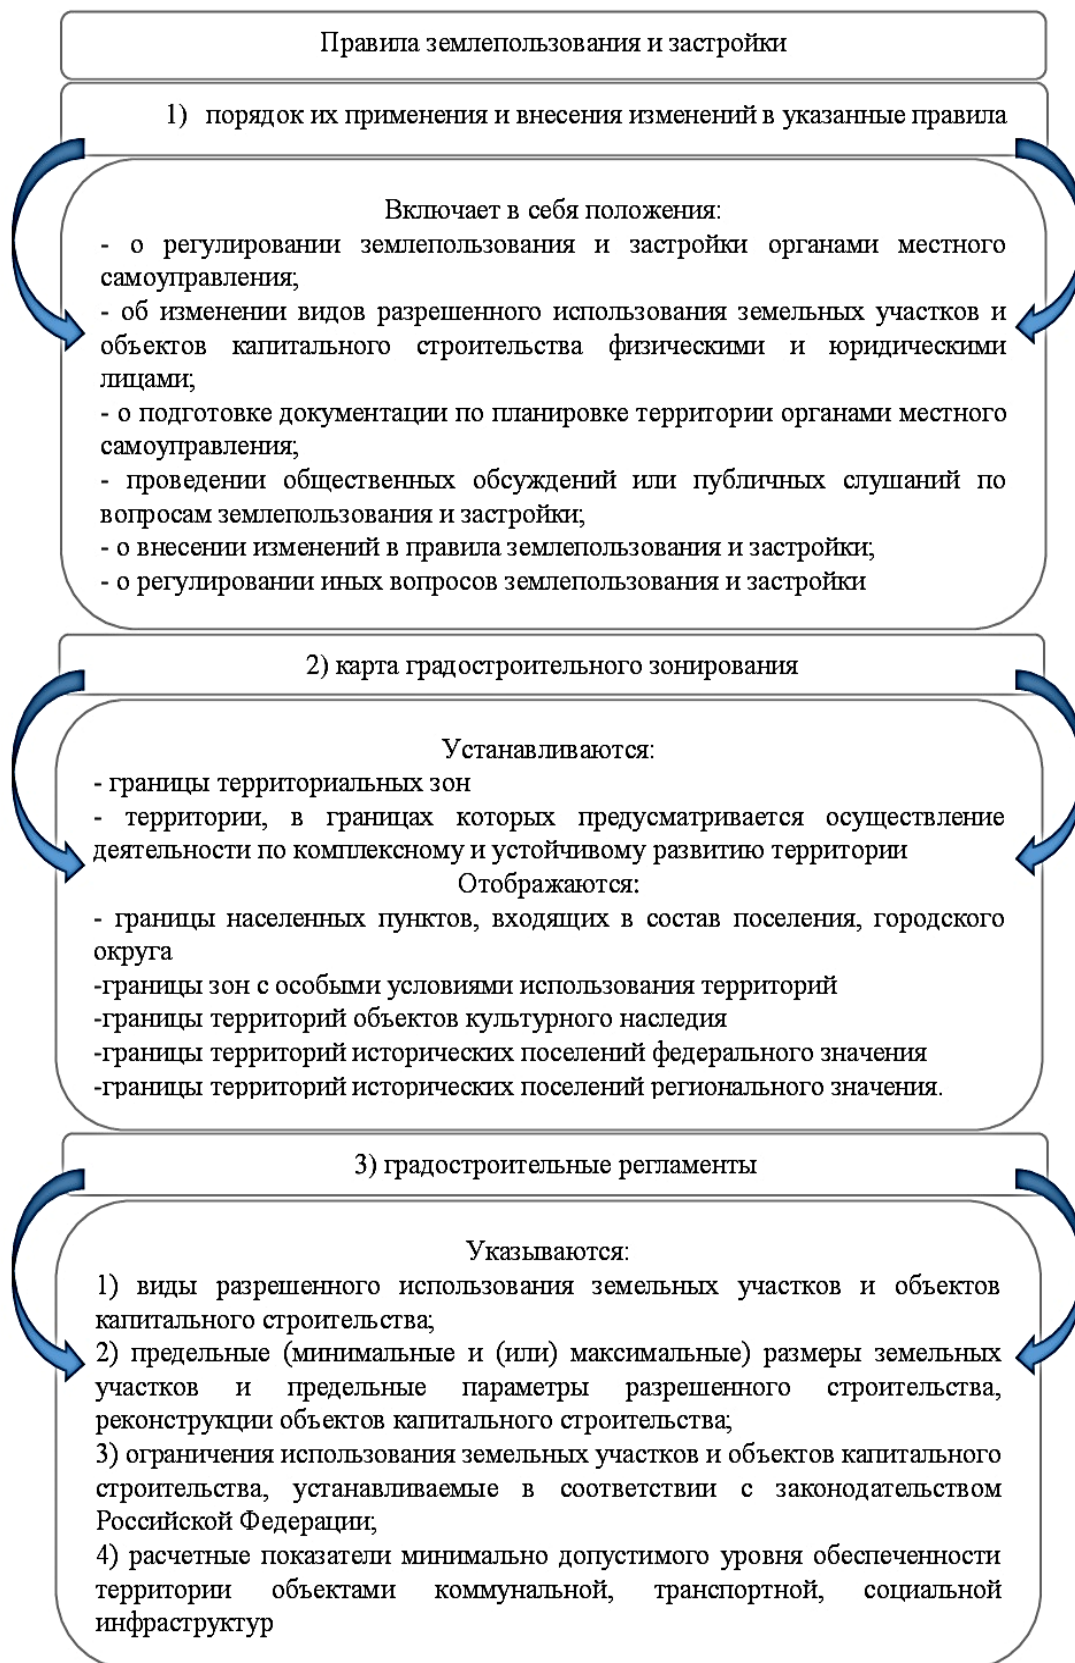 Правила землепользования и застройки
1) порядок их применения и внесения изменений в указанные правила
Включает в себя положения:
- о регулировании землепользования и застройки органами местного
самоуправления;
- об изменении видов разрешенного использования земельных участков и
объектов капитального строительства физическими и юридическими
лицами;
- о подготовке документации по планировке территории органами местного
самоуправления;
- проведении общественных обсуждений или публичных слушаний по
вопросам землепользования и застройки;
- о внесении изменений в правила землепользования и застройки;
- о регулировании иных вопросов землепользования и застройки
2) карта градостроительного зонирования
Устанавливаются:
- границы территориальных зон
- территории, в границах которых предусматривается осуществление
деятельности по комплексному и устойчивому развитию территории
Отображаются:
- границы населенных пунктов, входящих в состав поселения, городского
округа
-границы зон с особыми условиями использования территорий
-границы территорий объектов культурного наследия
-границы территорий исторических поселений федерального значения
-границы территорий исторических поселений регионального значения.
3) градостроительные регламенты
Указываются:
1) виды разрешенного использования земельных участков и объектов
капитального строительства;
2) предельные (минимальные и (или) максимальные) размеры земельных
участков и предельные параметры разрешенного строительства,
реконструкции объектов капитального строительства;
3) ограничения использования земельных участков и объектов капитального
строительства, устанавливаемые в соответствии с законодательством
Российской Федерации;
4) расчетные показатели минимально допустимого уровня обеспеченности
территории объектами коммунальной, транспортной, социальной
инфраструктур